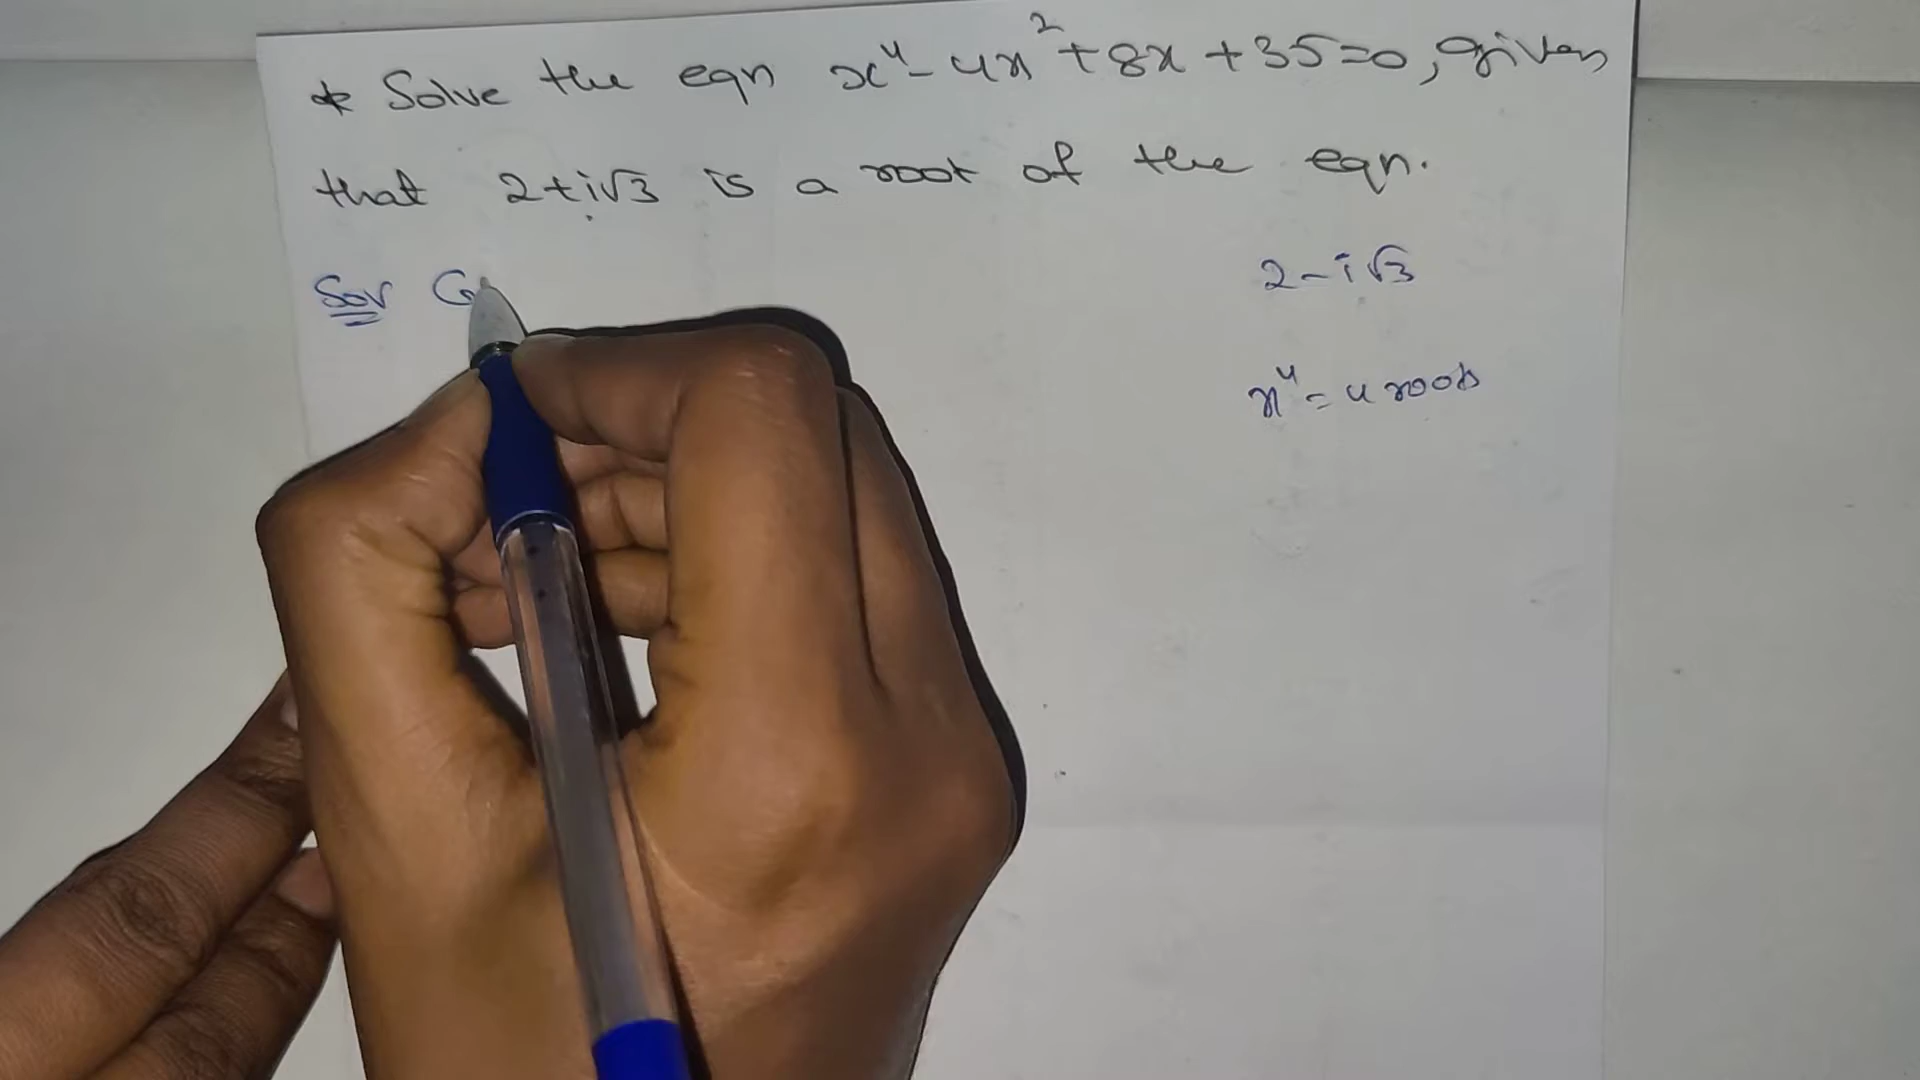 * Solve the eqn x⁴-4x²+8x+35=0, given
that 2+i√3 is a root of the eqn.
2-i√3
Sol
x⁴=4 roots